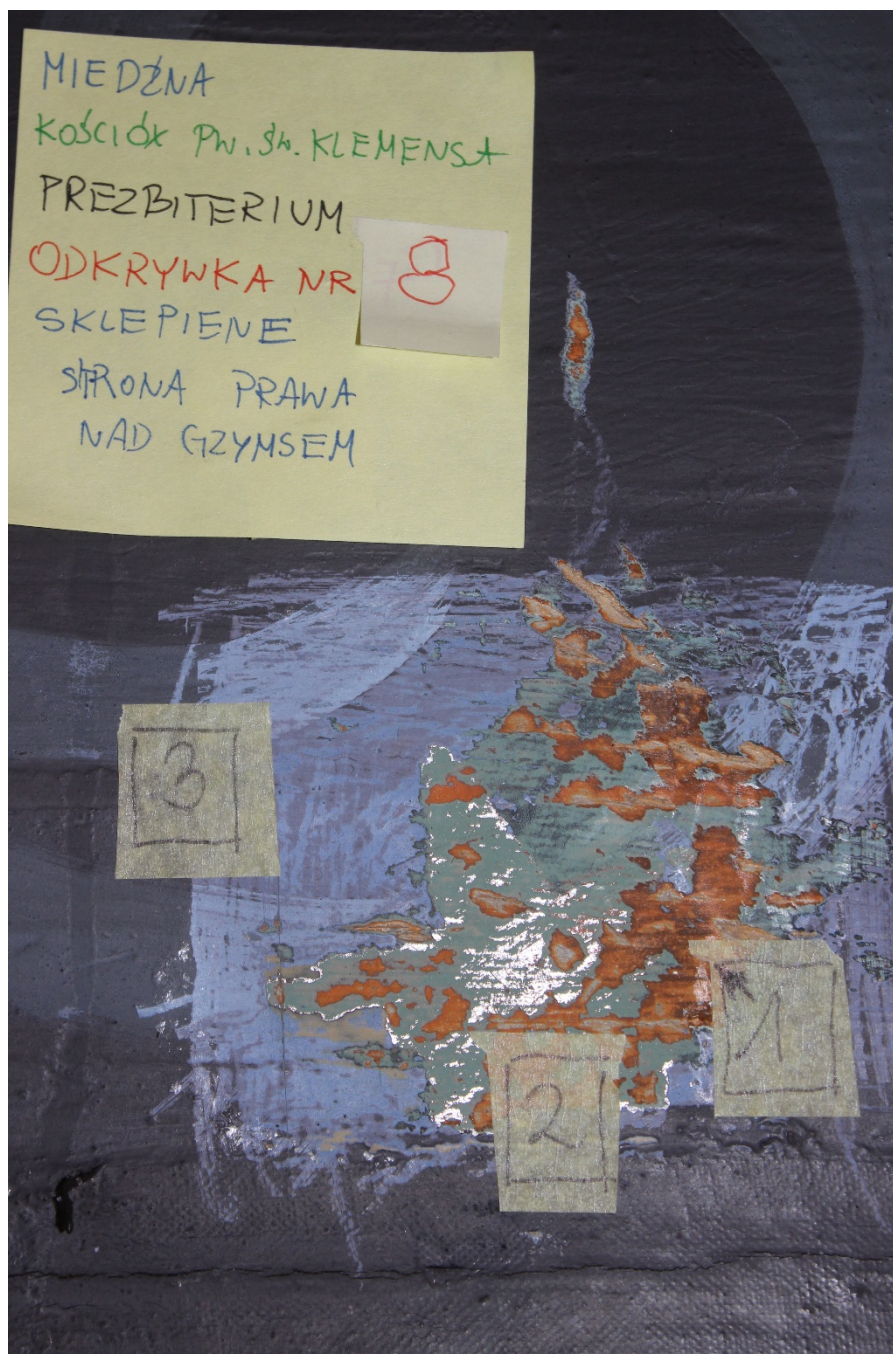 MIEDŹNA
KOŚCIÓŁ PW. ŚW. KLEMENSA
PREZBITERIUM
ODKRYWKA NR 8
SKLEPIENE
STRONA PRAWA
NAD GZYMSEM
3
1
2